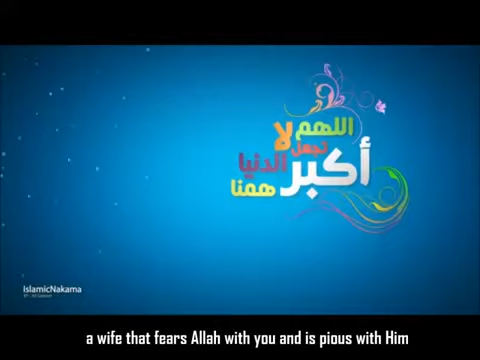 اللهم
لا
تجعل
الدنيا
أكبر
همنا
IslamicNakama
a wife that fears Allah with you and is pious with Him